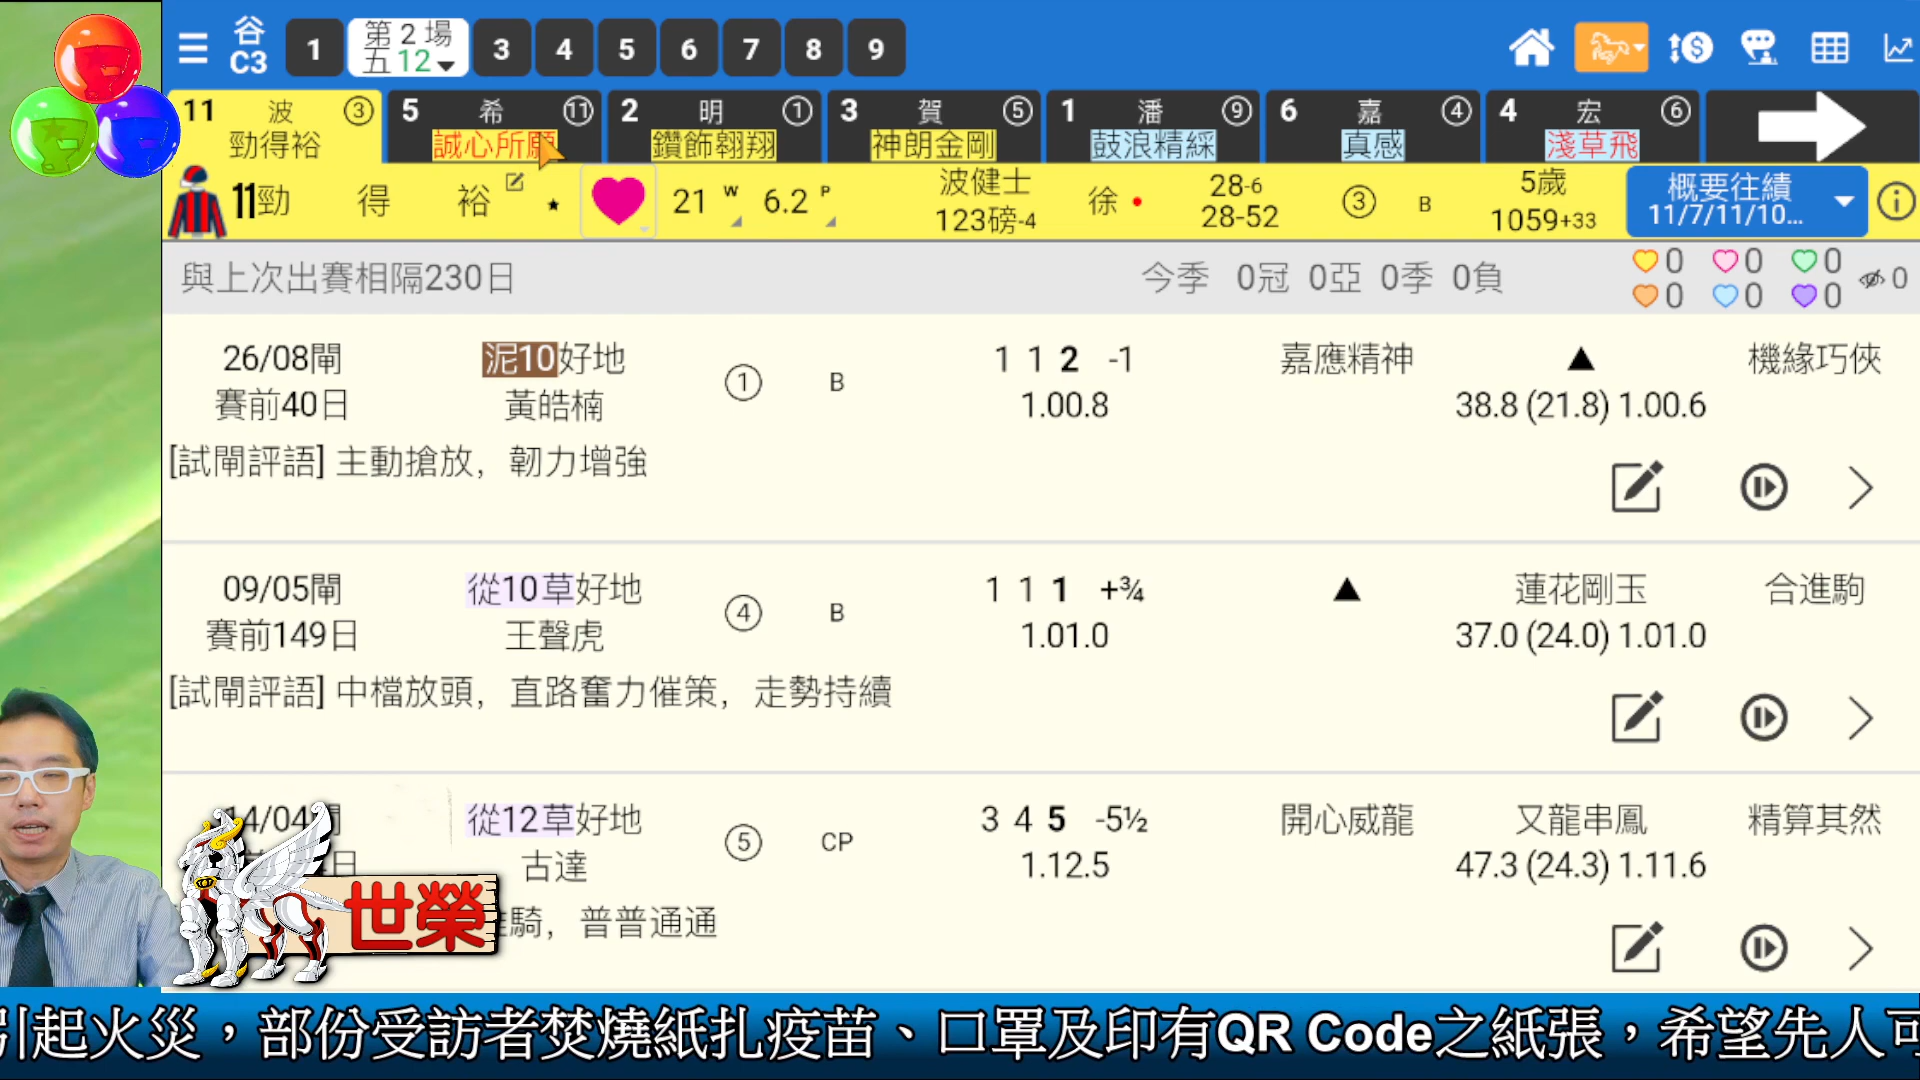 谷
C3
1
第 2 場
五 12
3 4 5 6 7 8 9
11 波 ③
勁得裕
5 希 ⑪
誠心所願
2 明 ①
鑽飾翱翔
3 賀 ⑤
神朗金剛
1 潘 ⑨
鼓浪精綵
6 嘉 ④
真感
4 宏 ⑥
淺草飛
11勁 得 裕 ★
21 W 6.2 P
波健士
123磅-4
徐
28-6
28-52
③ B
5歲
1059+33
概要往績
11/7/11/10...
與上次出賽相隔230日
今季 0冠 0亞 0季 0負
0 0 0
0 0 0
0
26/08閘 泥10好地 ① B 1 1 2 -1 嘉應精神 ▲ 機緣巧俠
賽前40日 黃皓楠 1.00.8 38.8 (21.8) 1.00.6
[試閘評語] 主動搶放，韌力增強
09/05閘 從10草好地 ④ B 1 1 1 +¾ ▲ 蓮花剛玉 合進駒
賽前149日 王聲虎 1.01.0 37.0 (24.0) 1.01.0
[試閘評語] 中檔放頭，直路奮力催策，走勢持續
14/04閘 從12草好地 ⑤ CP 3 4 5 -5½ 開心威龍 又龍串鳳 精算其然
日 古達 1.12.5 47.3 (24.3) 1.11.6
騎，普普通通
世榮
引起火災，部份受訪者焚燒紙扎疫苗、口罩及印有QR Code之紙張，希望先人可